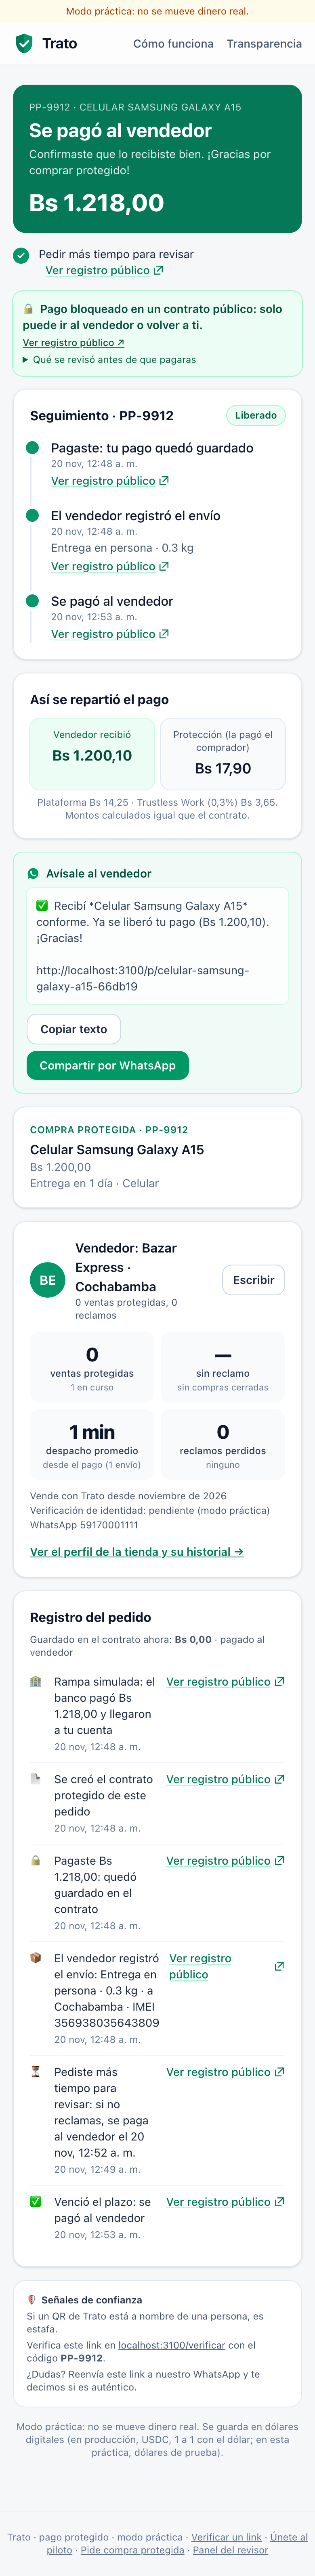 Modo práctica: no se mueve dinero real.
Trato
Cómo funciona
Transparencia
PP-9912 · CELULAR SAMSUNG GALAXY A15
Se pagó al vendedor
Confirmaste que lo recibiste bien. ¡Gracias por
comprar protegido!
Bs 1.218,00
Pedir más tiempo para revisar
Ver registro público
Pago bloqueado en un contrato público: solo
puede ir al vendedor o volver a ti.
Ver registro público ↗
▶ Qué se revisó antes de que pagaras
Seguimiento · PP-9912
Liberado
Pagaste: tu pago quedó guardado
20 nov, 12:48 a. m.
Ver registro público
El vendedor registró el envío
20 nov, 12:48 a. m.
Entrega en persona · 0.3 kg
Ver registro público
Se pagó al vendedor
20 nov, 12:53 a. m.
Ver registro público
Así se repartió el pago
Vendedor recibió
Bs 1.200,10
Protección (la pagó el
comprador)
Bs 17,90
Plataforma Bs 14,25 · Trustless Work (0,3%) Bs 3,65.
Montos calculados igual que el contrato.
Avísale al vendedor
✅ Recibí *Celular Samsung Galaxy A15*
conforme. Ya se liberó tu pago (Bs 1.200,10).
¡Gracias!
http://localhost:3100/p/celular-samsung-
galaxy-a15-66db19
Copiar texto
Compartir por WhatsApp
COMPRA PROTEGIDA · PP-9912
Celular Samsung Galaxy A15
Bs 1.200,00
Entrega en 1 día · Celular
BE
Vendedor: Bazar
Express ·
Cochabamba
0 ventas protegidas, 0
reclamos
Escribir
0
ventas protegidas
1 en curso
—
sin reclamo
sin compras cerradas
1 min
despacho promedio
desde el pago (1 envío)
0
reclamos perdidos
ninguno
Vende con Trato desde noviembre de 2026
Verificación de identidad: pendiente (modo práctica)
WhatsApp 59170001111
Ver el perfil de la tienda y su historial →
Registro del pedido
Guardado en el contrato ahora: Bs 0,00 · pagado al
vendedor
Rampa simulada: el
banco pagó Bs
1.218,00 y llegaron
a tu cuenta
20 nov, 12:48 a. m.
Ver registro público
Se creó el contrato
protegido de este
pedido
20 nov, 12:48 a. m.
Ver registro público
Pagaste Bs
1.218,00: quedó
guardado en el
contrato
20 nov, 12:48 a. m.
Ver registro público
El vendedor registró
el envío: Entrega en
persona · 0.3 kg · a
Cochabamba · IMEI
356938035643809
20 nov, 12:48 a. m.
Ver registro
público
Pediste más
tiempo para
revisar: si no
reclamas, se paga
al vendedor el 20
nov, 12:52 a. m.
20 nov, 12:49 a. m.
Ver registro público
Venció el plazo: se
pagó al vendedor
20 nov, 12:53 a. m.
Ver registro público
Señales de confianza
Si un QR de Trato está a nombre de una persona, es
estafa.
Verifica este link en localhost:3100/verificar con el
código PP-9912.
¿Dudas? Reenvía este link a nuestro WhatsApp y te
decimos si es auténtico.
Modo práctica: no se mueve dinero real. Se guarda en dólares
digitales (en producción, USDC, 1 a 1 con el dólar; en esta
práctica, dólares de prueba).
Trato · pago protegido · modo práctica · Verificar un link · Únete al
piloto · Pide compra protegida · Panel del revisor